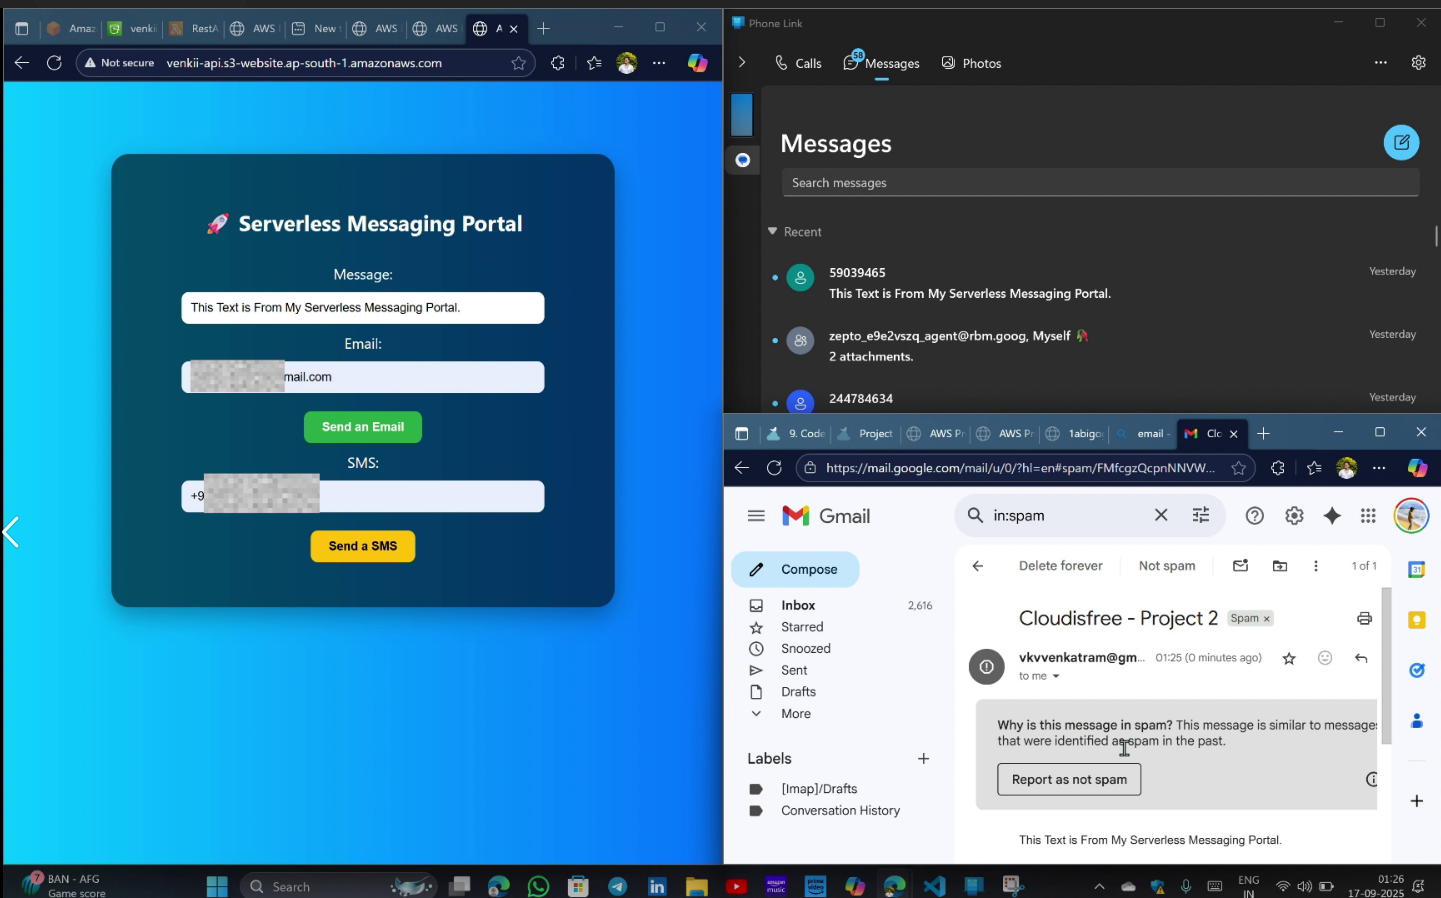 Amaz
venki
RestA
AWS
New t
AWS
AWS
A
Not secure
venkii-api.s3-website.ap-south-1.amazonaws.com
🚀 Serverless Messaging Portal
Message:
This Text is From My Serverless Messaging Portal.
Email:
mail.com
Send an Email
SMS:
+9
Send a SMS
Phone Link
Calls
58
Messages
Photos
Messages
Search messages
Recent
59039465
Yesterday
This Text is From My Serverless Messaging Portal.
zepto_e9e2vszq_agent@rbm.goog, Myself 🥀
Yesterday
2 attachments.
244784634
Yesterday
9. Code
Project
AWS Pr
AWS Pr
1abigo
email -
Clo
https://mail.google.com/mail/u/0/?hl=en#spam/FMfcgzQcpnNNVW...
Gmail
in:spam
Compose
Delete forever
Not spam
1 of 1
Inbox
2,616
Starred
Snoozed
Sent
Drafts
More
Labels
[Imap]/Drafts
Conversation History
Cloudisfree - Project 2
Spam ×
vkvvenkatram@gm...
01:25 (0 minutes ago)
to me
Why is this message in spam? This message is similar to messages
that were identified as spam in the past.
Report as not spam
This Text is From My Serverless Messaging Portal.
31
7
BAN - AFG
Game score
Search
amazon music
prime video
ENG
IN
01:26
17-09-2025